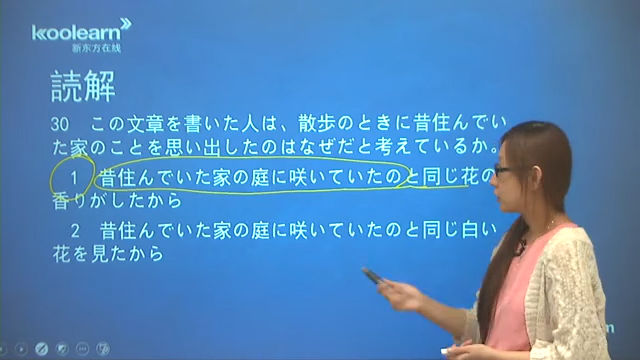 koolearn
新东方在线
読解
30 この文章を書いた人は、散歩のときに昔住んでい
た家のことを思い出したのはなぜだと考えているか。
1 昔住んでいた家の庭に咲いていたのと同じ花の
香りがしたから
2 昔住んでいた家の庭に咲いていたのと同じ白い
花を見たから